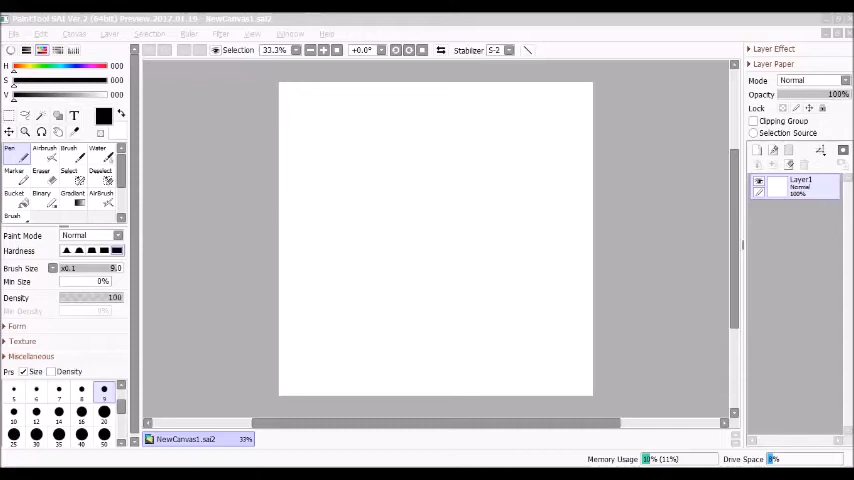 PaintTool SAI Ver.2 (64bit) Preview.2017.01.19 - NewCanvas1.sai2
File Edit Canvas Layer Selection Ruler Filter View Window Help
Selection 33.3% +0.0° Stabilizer S-2
H 000
S 000
V 000
T
Pen Airbrush Brush Water
Marker Eraser Select Deselect
Bucket Binary Gradient AirBrush
Brush
Paint Mode Normal
Hardness
Brush Size x0.1 9.0
Min Size 0%
Density 100
Min Density 0%
Form
Texture
Miscellaneous
Prs Size Density
5 6 7 8 9
10 12 14 16 20
25 30 35 40 50
Layer Effect
Layer Paper
Mode Normal
Opacity 100%
Lock
Clipping Group
Selection Source
Layer1
Normal
100%
NewCanvas1.sai2 33%
Memory Usage 10% (11%) Drive Space 8%